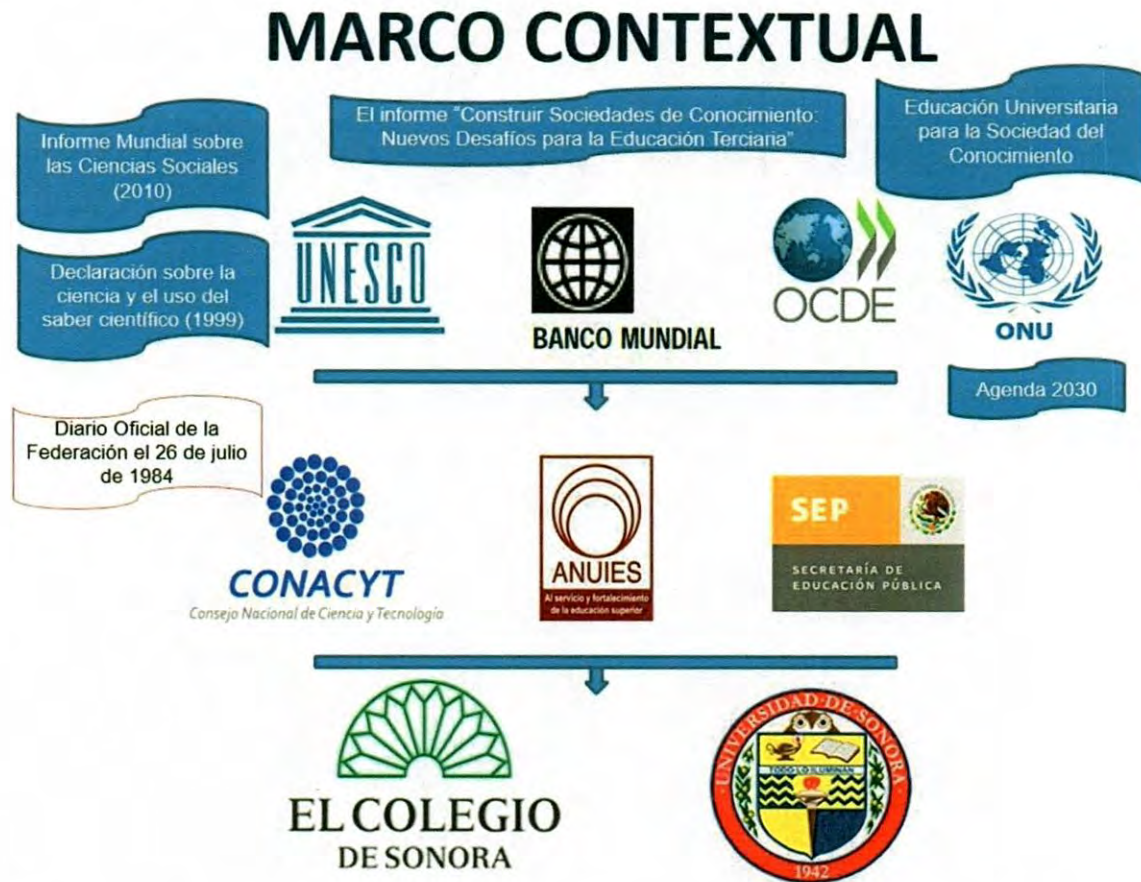 MARCO CONTEXTUAL
Informe Mundial sobre
las Ciencias Sociales
(2010)
El informe "Construir Sociedades de Conocimiento:
Nuevos Desafíos para la Educación Terciaria"
Educación Universitaria
para la Sociedad del
Conocimiento
Declaración sobre la
ciencia y el uso del
saber científico (1999)
UNESCO
BANCO MUNDIAL
OCDE
ONU
Agenda 2030
Diario Oficial de la
Federación el 26 de julio
de 1984
CONACYT
Consejo Nacional de Ciencia y Tecnología
ANUIES
Al servicio y fortalecimiento
de la educación superior
SEP
SECRETARÍA DE
EDUCACIÓN PÚBLICA
EL COLEGIO
DE SONORA
UNIVERSIDAD·DE·SONORA
TODO LO ILUMINAN
1942